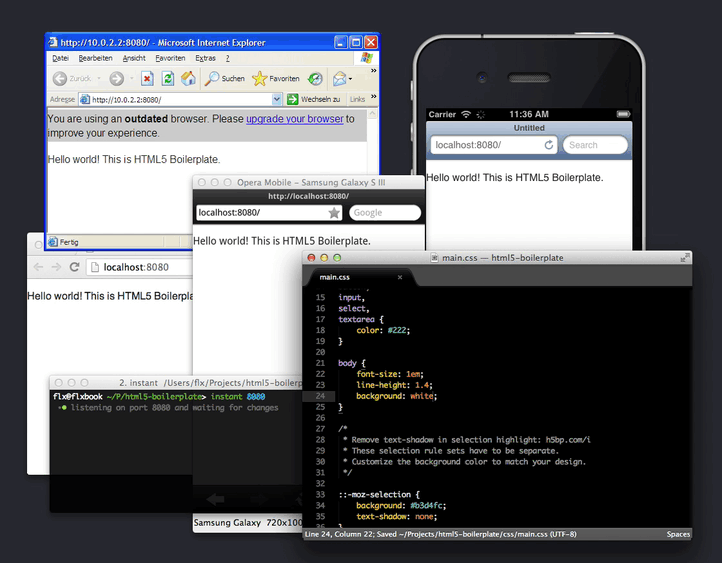 http://10.0.2.2:8080/ - Microsoft Internet Explorer
Datei Bearbeiten Ansicht Favoriten Extras ?
Zurück Suchen Favoriten »
Adresse http://10.0.2.2:8080/ Wechseln zu Links »
You are using an outdated browser. Please upgrade your browser to
improve your experience.
Hello world! This is HTML5 Boilerplate.
Fertig
Carrier 11:36 AM
Untitled
localhost:8080/ Search
Hello world! This is HTML5 Boilerplate.
Opera Mobile - Samsung Galaxy S III
http://localhost:8080/
localhost:8080/ Google
Hello world! This is HTML5 Boilerplate.
Samsung Galaxy 720x100
localhost:8080
Hello world! This is HTML5 Boilerpla
2. instant /Users/flx/Projects/html5-boilerp
flx@flxbook ~/P/html5-boilerplate> instant 8080
listening on port 8080 and waiting for changes
main.css — html5-boilerplate
main.css ×
15 input,
16 select,
17 textarea {
18 color: #222;
19 }
20
21 body {
22 font-size: 1em;
23 line-height: 1.4;
24 background: white;
25 }
26
27 /*
28 * Remove text-shadow in selection highlight: h5bp.com/i
29 * These selection rule sets have to be separate.
30 * Customize the background color to match your design.
31 */
32
33 ::-moz-selection {
34 background: #b3d4fc;
35 text-shadow: none;
Line 24, Column 22; Saved ~/Projects/html5-boilerplate/css/main.css (UTF-8) Spaces